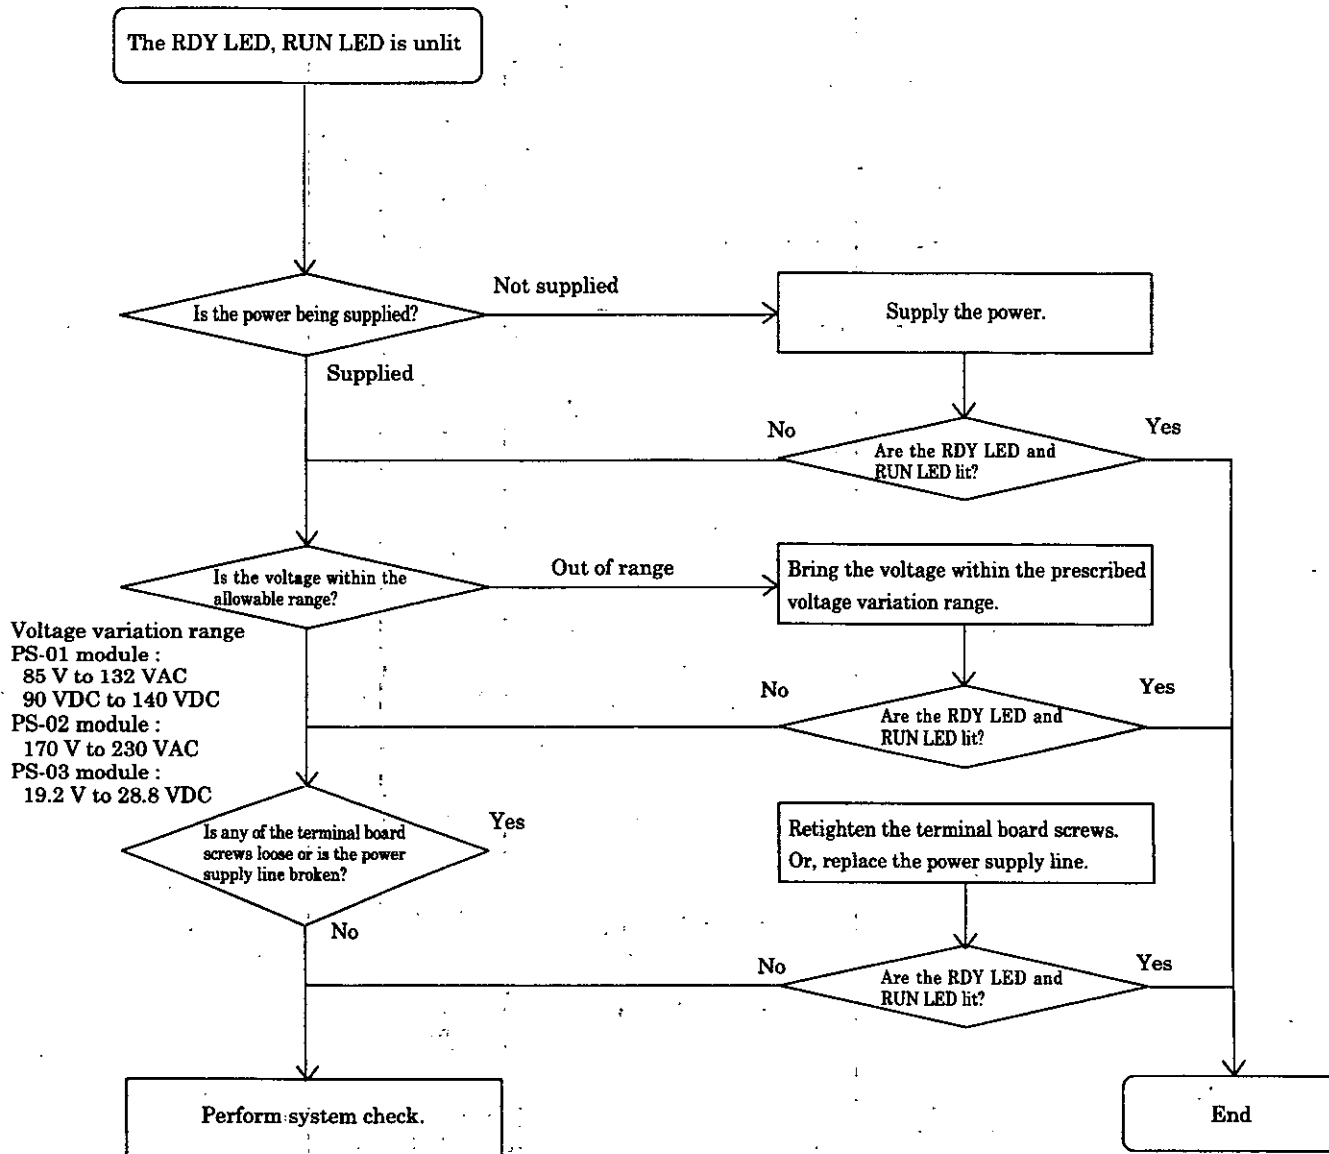 The RDY LED, RUN LED is unlit
Is the power being supplied?
Not supplied
Supply the power.
Supplied
No
Are the RDY LED and
RUN LED lit?
Yes
Is the voltage within the
allowable range?
Out of range
Bring the voltage within the prescribed
voltage variation range.
Voltage variation range
PS-01 module :
85 V to 132 VAC
90 VDC to 140 VDC
PS-02 module :
170 V to 230 VAC
PS-03 module :
19.2 V to 28.8 VDC
No
Are the RDY LED and
RUN LED lit?
Yes
Is any of the terminal board
screws loose or is the power
supply line broken?
Yes
Retighten the terminal board screws.
Or, replace the power supply line.
No
No
Are the RDY LED and
RUN LED lit?
Yes
Perform system check.
End